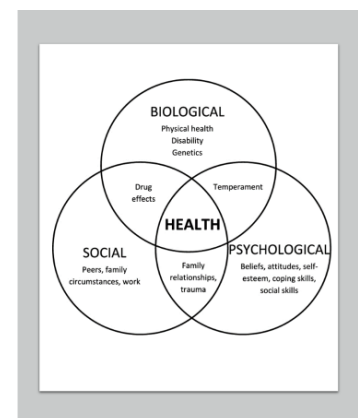 BIOLOGICAL
Physical health
Disability
Genetics
Drug
effects
Temperament
HEALTH
SOCIAL
Peers, family
circumstances, work
Family
relationships,
trauma
PSYCHOLOGICAL
Beliefs, attitudes, self-
esteem, coping skills,
social skills